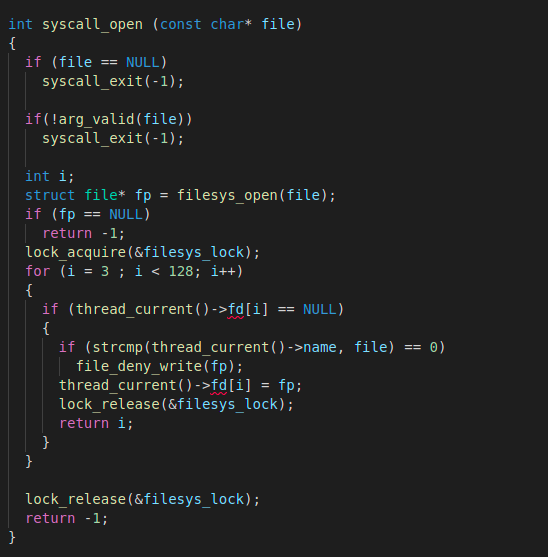 int syscall_open (const char* file)
{
  if (file == NULL)
    syscall_exit(-1);

  if(!arg_valid(file))
    syscall_exit(-1);

  int i;
  struct file* fp = filesys_open(file);
  if (fp == NULL)
    return -1;
  lock_acquire(&filesys_lock);
  for (i = 3 ; i < 128; i++)
  {
    if (thread_current()->fd[i] == NULL)
    {
      if (strcmp(thread_current()->name, file) == 0)
        file_deny_write(fp);
      thread_current()->fd[i] = fp;
      lock_release(&filesys_lock);
      return i;
    }
  }

  lock_release(&filesys_lock);
  return -1;
}